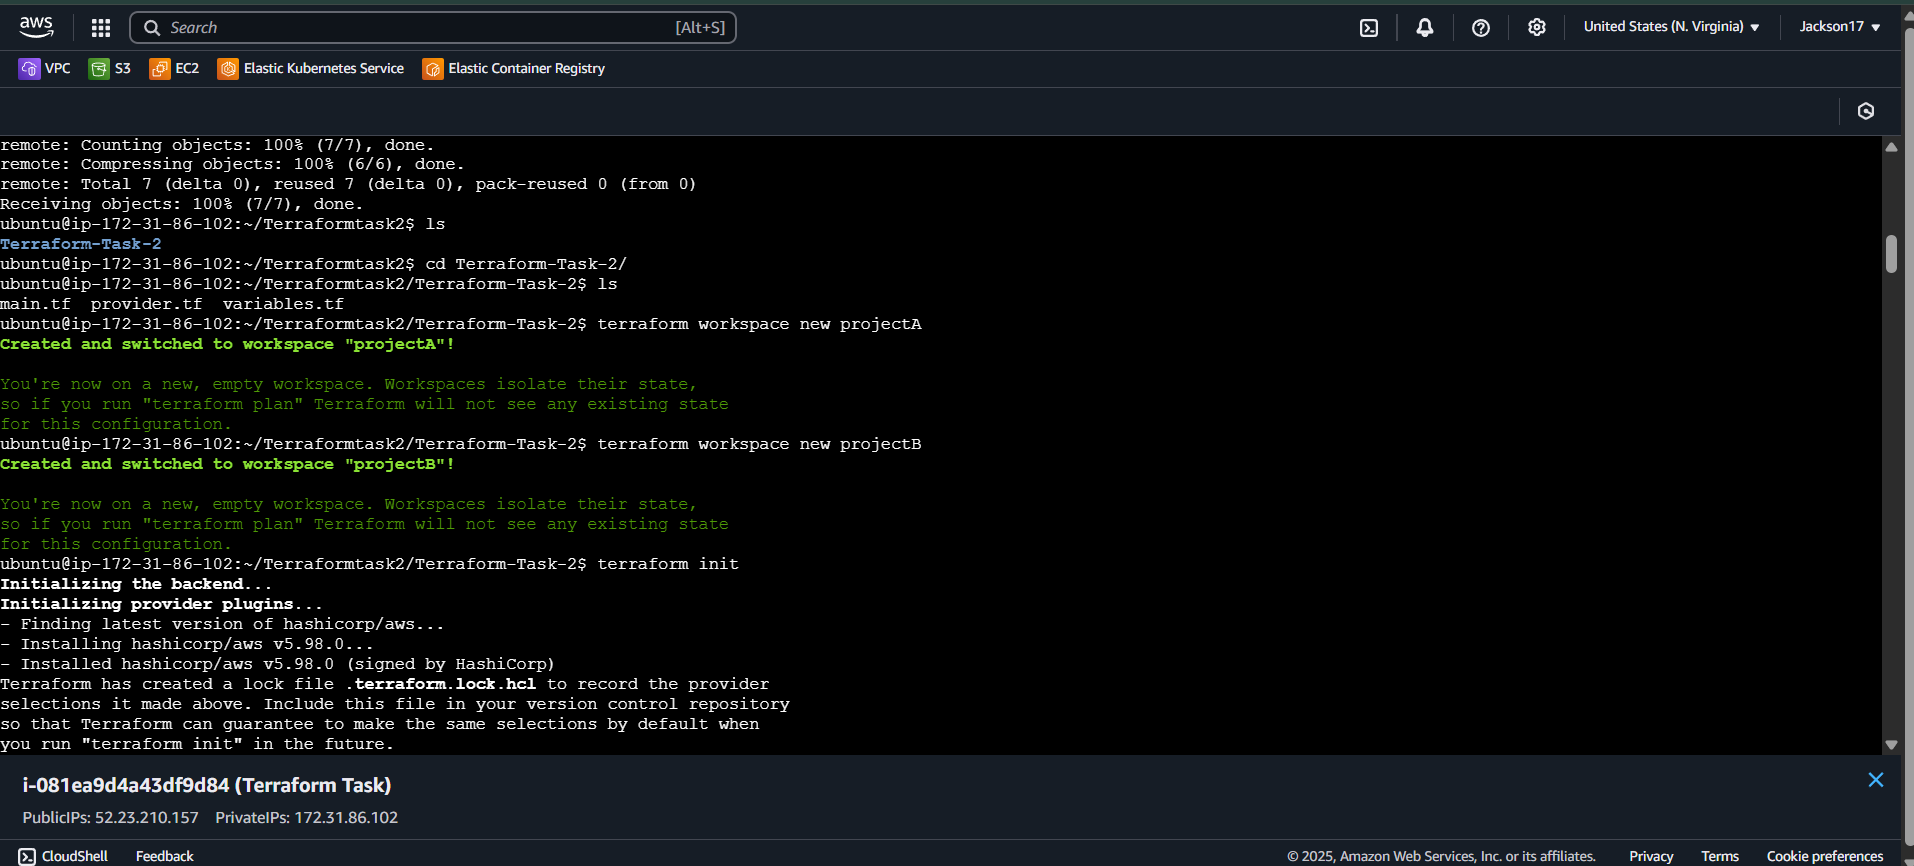 aws
Search [Alt+S]
United States (N. Virginia)
Jackson17
VPC S3 EC2 Elastic Kubernetes Service Elastic Container Registry
remote: Counting objects: 100% (7/7), done.
remote: Compressing objects: 100% (6/6), done.
remote: Total 7 (delta 0), reused 7 (delta 0), pack-reused 0 (from 0)
Receiving objects: 100% (7/7), done.
ubuntu@ip-172-31-86-102:~/Terraformtask2$ ls
Terraform-Task-2
ubuntu@ip-172-31-86-102:~/Terraformtask2$ cd Terraform-Task-2/
ubuntu@ip-172-31-86-102:~/Terraformtask2/Terraform-Task-2$ ls
main.tf  provider.tf  variables.tf
ubuntu@ip-172-31-86-102:~/Terraformtask2/Terraform-Task-2$ terraform workspace new projectA
Created and switched to workspace "projectA"!
You're now on a new, empty workspace. Workspaces isolate their state,
so if you run "terraform plan" Terraform will not see any existing state
for this configuration.
ubuntu@ip-172-31-86-102:~/Terraformtask2/Terraform-Task-2$ terraform workspace new projectB
Created and switched to workspace "projectB"!
You're now on a new, empty workspace. Workspaces isolate their state,
so if you run "terraform plan" Terraform will not see any existing state
for this configuration.
ubuntu@ip-172-31-86-102:~/Terraformtask2/Terraform-Task-2$ terraform init
Initializing the backend...
Initializing provider plugins...
- Finding latest version of hashicorp/aws...
- Installing hashicorp/aws v5.98.0...
- Installed hashicorp/aws v5.98.0 (signed by HashiCorp)
Terraform has created a lock file .terraform.lock.hcl to record the provider
selections it made above. Include this file in your version control repository
so that Terraform can guarantee to make the same selections by default when
you run "terraform init" in the future.
i-081ea9d4a43df9d84 (Terraform Task)
PublicIPs: 52.23.210.157 PrivateIPs: 172.31.86.102
CloudShell Feedback © 2025, Amazon Web Services, Inc. or its affiliates. Privacy Terms Cookie preferences